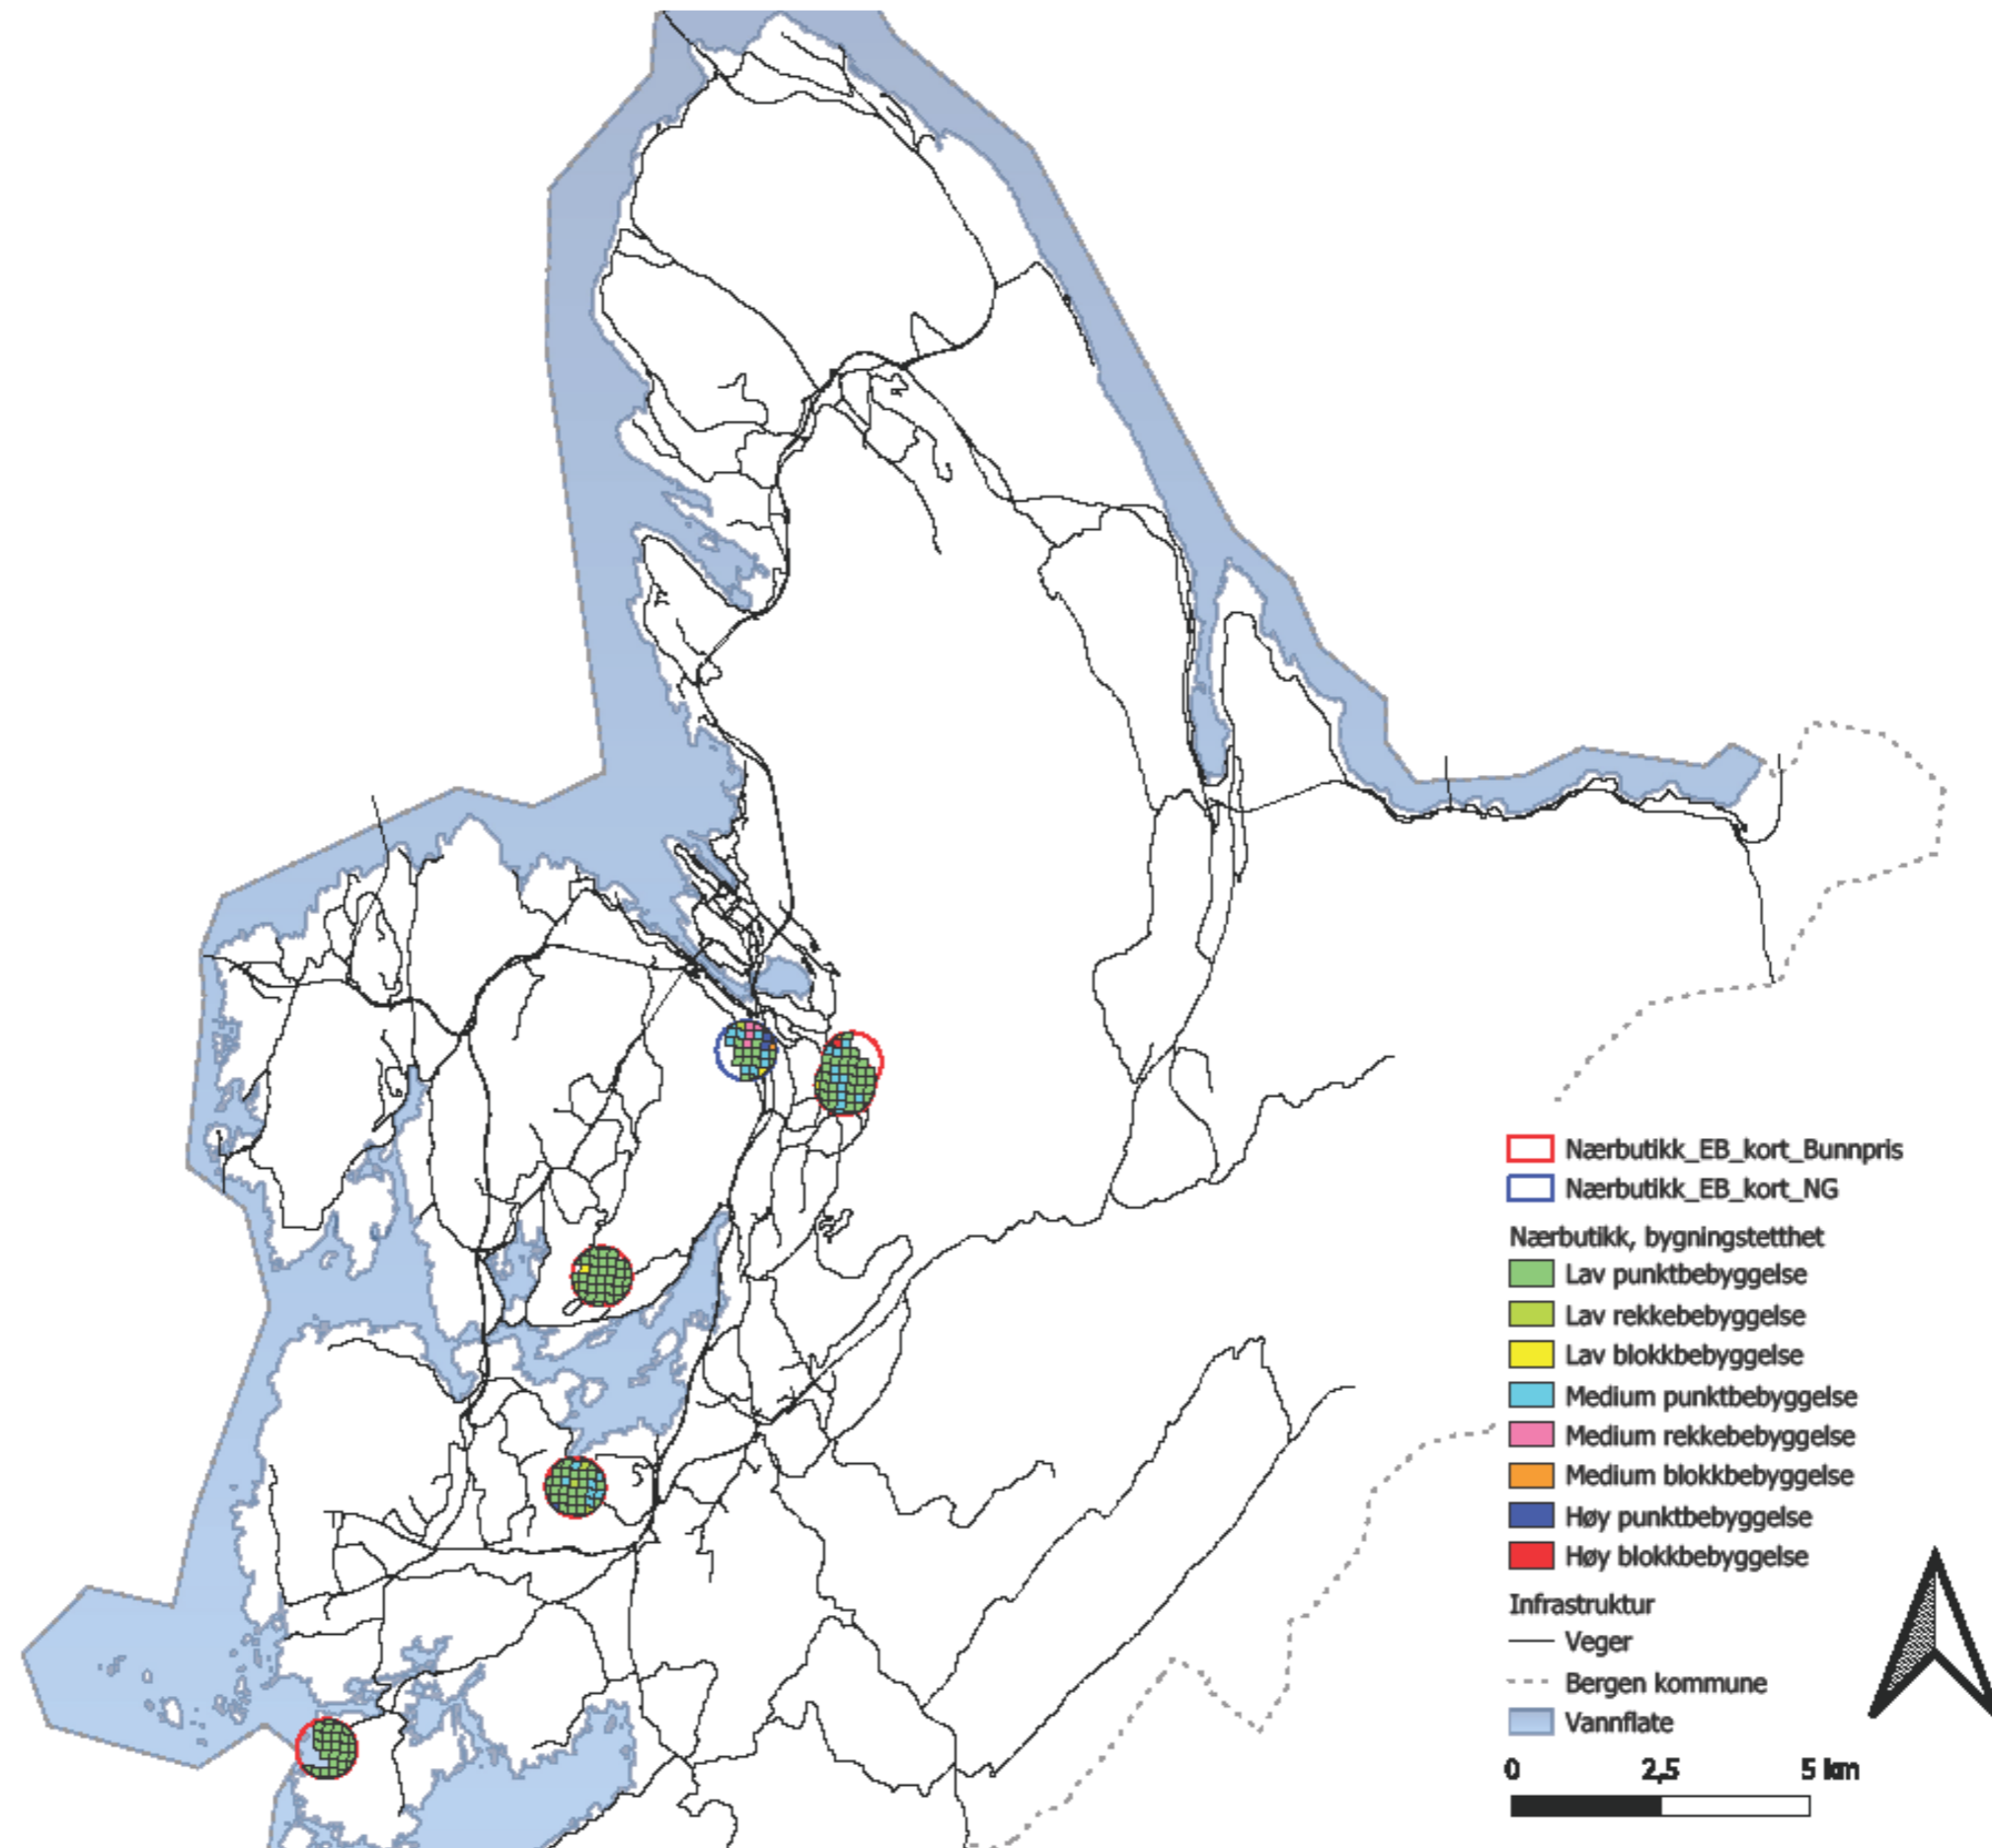 Nærbutikk_EB_kort_Bunnpris
Nærbutikk_EB_kort_NG
Nærbutikk, bygningstetthet
Lav punktbebyggelse
Lav rekkebebyggelse
Lav blokkbebyggelse
Medium punktbebyggelse
Medium rekkebebyggelse
Medium blokkbebyggelse
Høy punktbebyggelse
Høy blokkbebyggelse
Infrastruktur
Veger
Bergen kommune
Vannflate
0 2,5 5 km